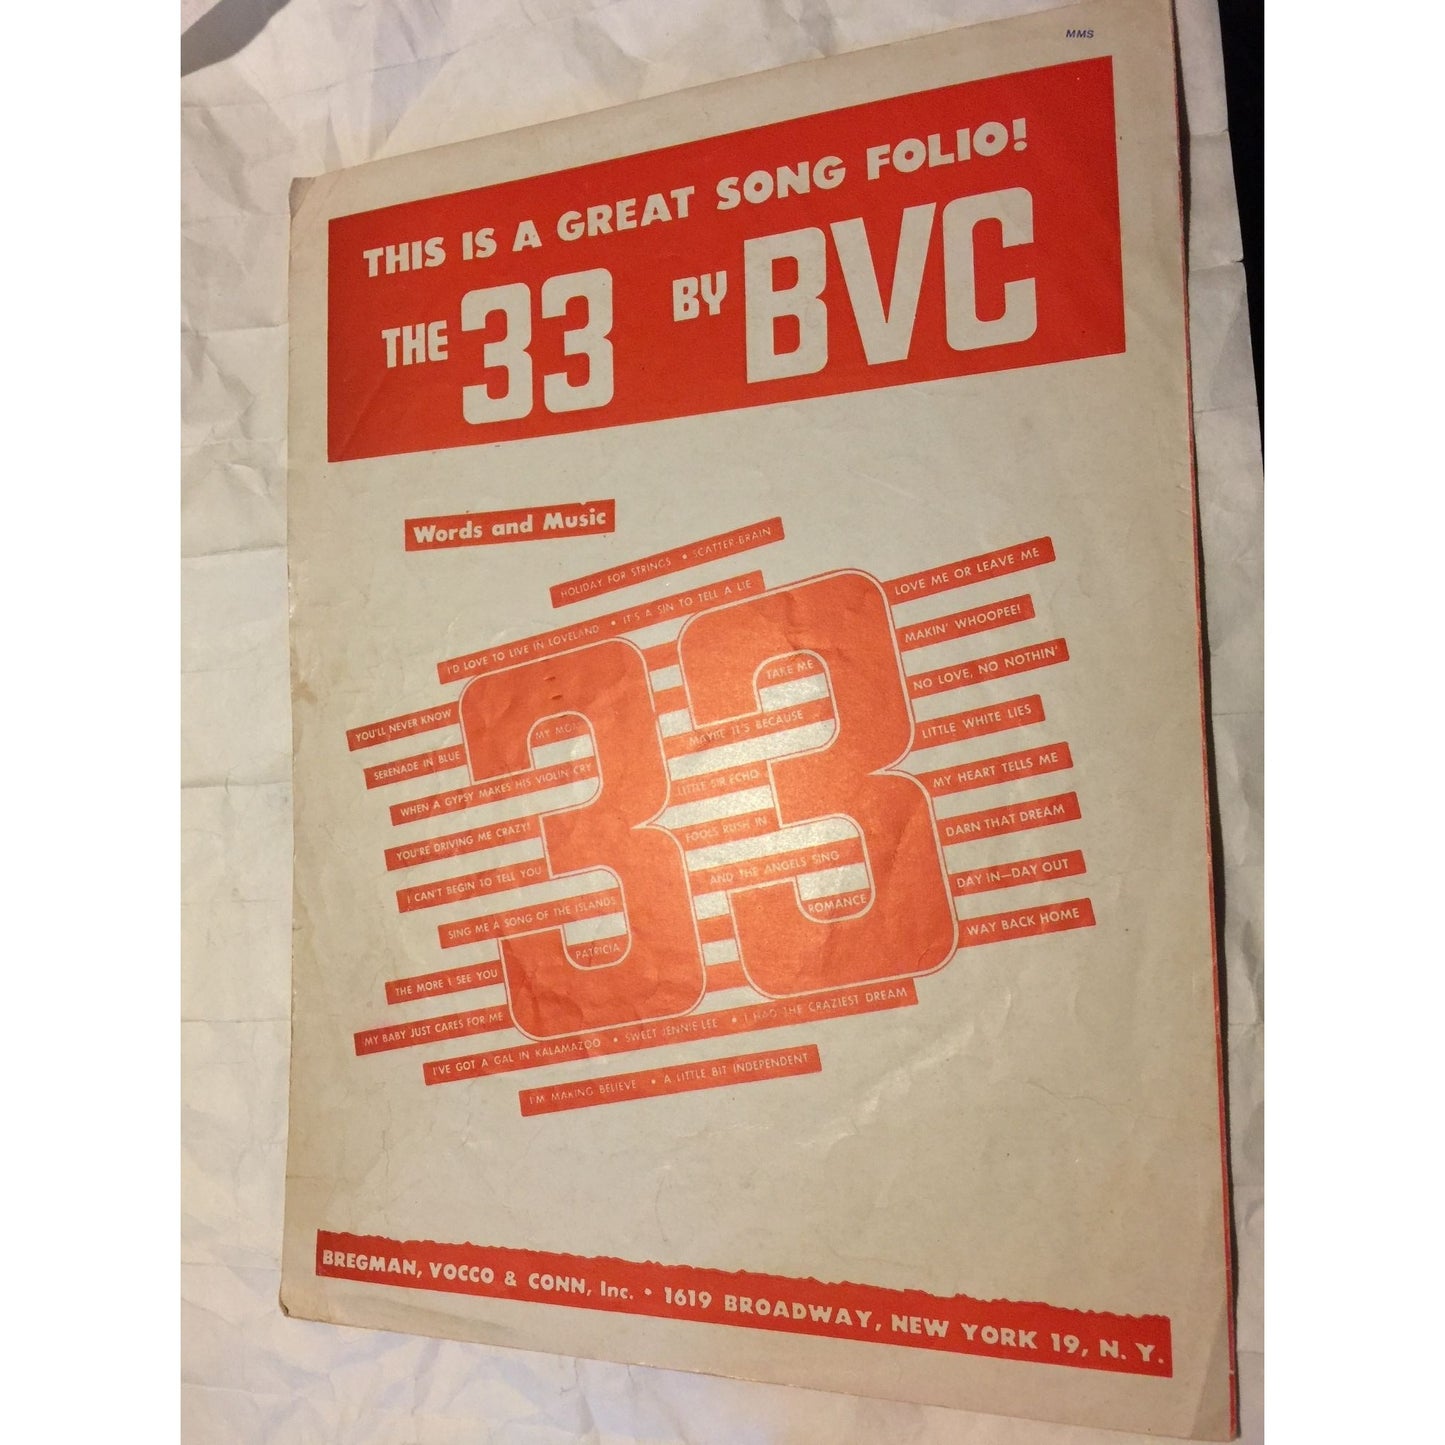 MMS
THIS IS A GREAT SONG FOLIO!
THE 33 BY BVC
Words and Music
HOLIDAY FOR STRINGS • SCATTER-BRAIN
I'D LOVE TO LIVE IN LOVELAND • IT'S A SIN TO TELL A LIE
YOU'LL NEVER KNOW
SERENADE IN BLUE
WHEN A GYPSY MAKES HIS VIOLIN CRY
YOU'RE DRIVING ME CRAZY!
I CAN'T BEGIN TO TELL YOU
SING ME A SONG OF THE ISLANDS
THE MORE I SEE YOU
MY BABY JUST CARES FOR ME
MY
PATRICIA
33
TAKE ME
MAYBE IT'S BECAUSE
LITTLE SIR ECHO
FOOLS RUSH IN
AND THE ANGELS SING
ROMANCE
LOVE ME OR LEAVE ME
MAKIN' WHOOPEE!
NO LOVE, NO NOTHIN'
LITTLE WHITE LIES
MY HEART TELLS ME
DARN THAT DREAM
DAY IN—DAY OUT
WAY BACK HOME
I'VE GOT A GAL IN KALAMAZOO • SWEET JENNIE LEE • I HAD THE CRAZIEST DREAM
I'M MAKING BELIEVE • A LITTLE BIT INDEPENDENT
BREGMAN, VOCCO & CONN, Inc. • 1619 BROADWAY, NEW YORK 19, N. Y.